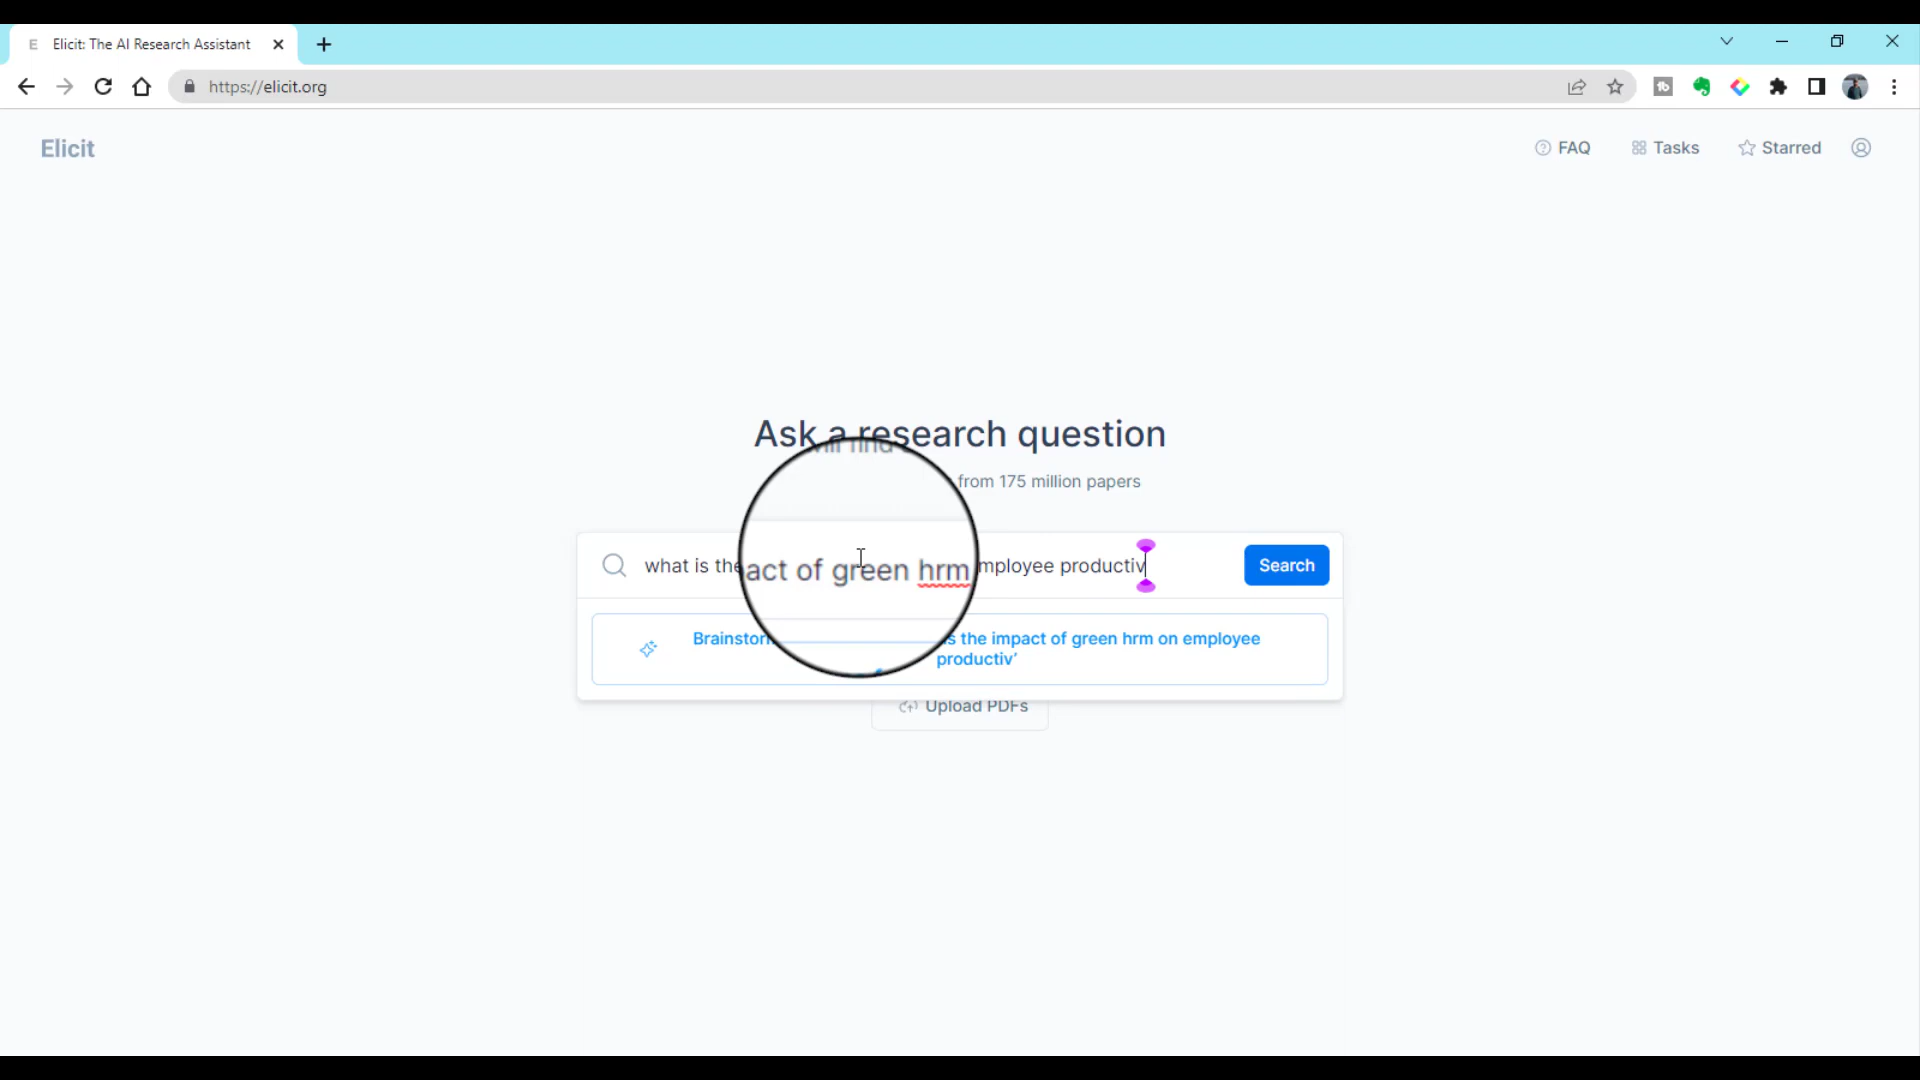 Elicit: The AI Research Assistant
https://elicit.org
Elicit
FAQ
Tasks
Starred
Ask a research question
from 175 million papers
what is the act of green hrm mployee productiv
Search
Brainstorm s the impact of green hrm on employee
productiv’
Upload PDFs